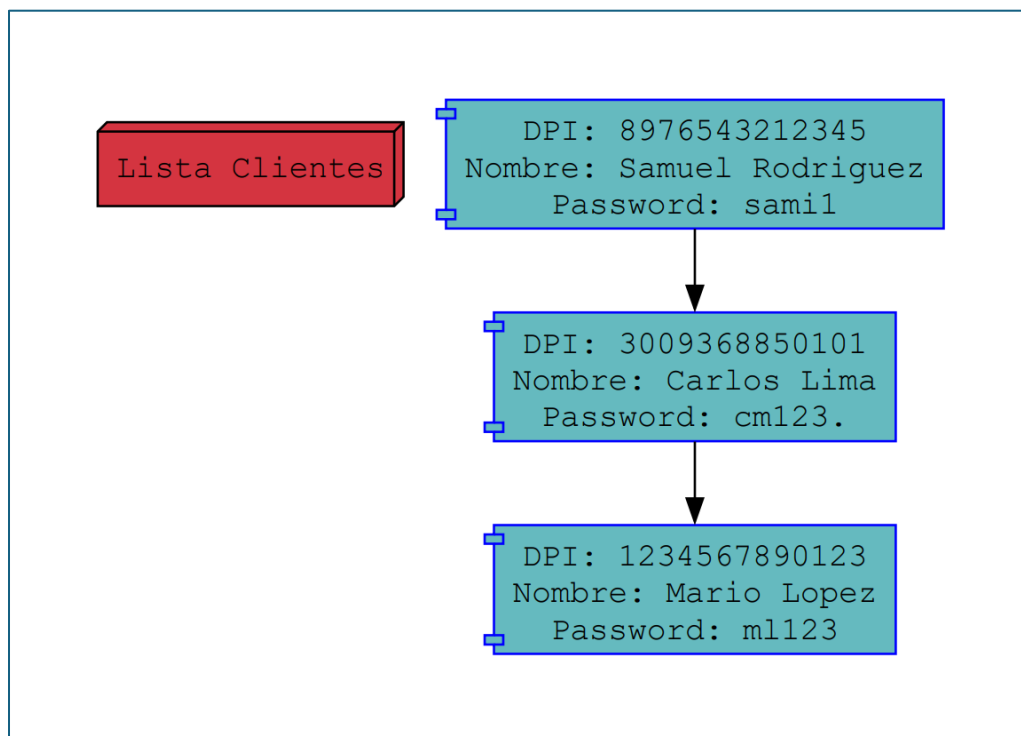 Lista Clientes
DPI: 8976543212345
Nombre: Samuel Rodriguez
Password: sami1
DPI: 3009368850101
Nombre: Carlos Lima
Password: cm123.
DPI: 1234567890123
Nombre: Mario Lopez
Password: ml123